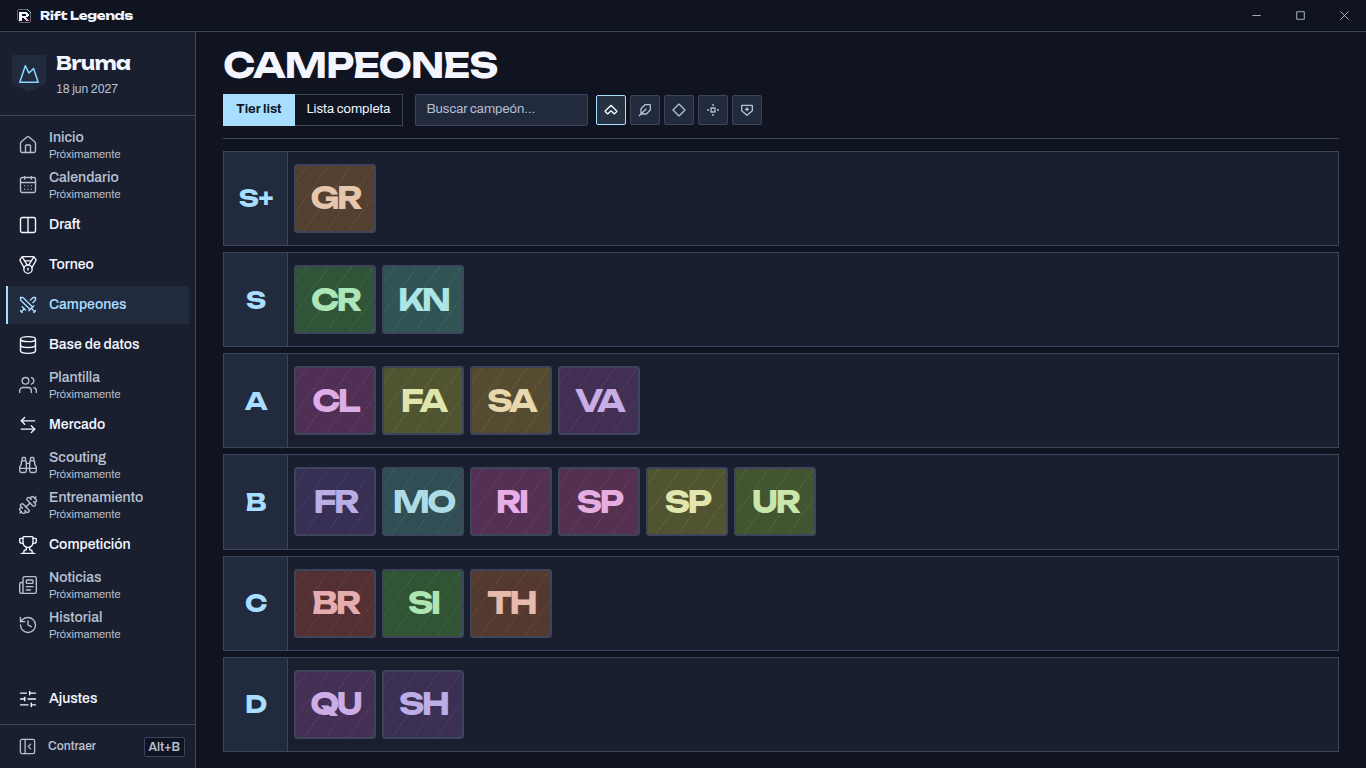 Rift Legends
Bruma
18 jun 2027
Inicio
Próximamente
Calendario
Próximamente
Draft
Torneo
Campeones
Base de datos
Plantilla
Próximamente
Mercado
Scouting
Próximamente
Entrenamiento
Próximamente
Competición
Noticias
Próximamente
Historial
Próximamente
Ajustes
Contraer Alt+B
CAMPEONES
Tier list Lista completa Buscar campeón...
S+ GR
S CR KN
A CL FA SA VA
B FR MO RI SP SP UR
C BR SI TH
D QU SH